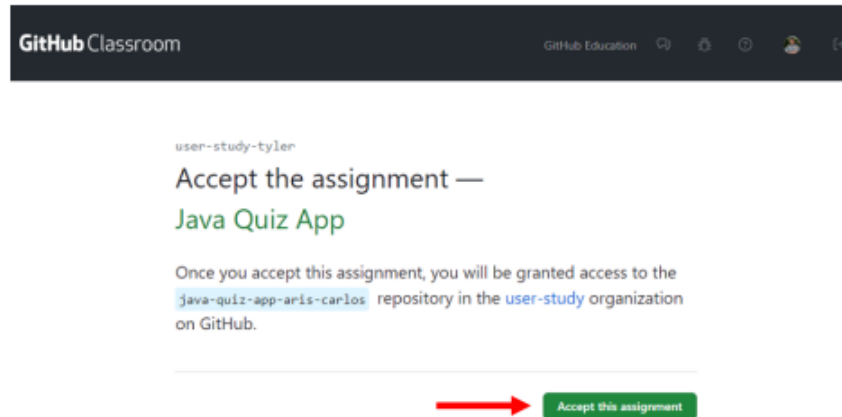 GitHub Classroom
GitHub Education
user-study-tyler
Accept the assignment —
Java Quiz App
Once you accept this assignment, you will be granted access to the
java-quiz-app-aris-carlos repository in the user-study organization
on GitHub.
Accept this assignment